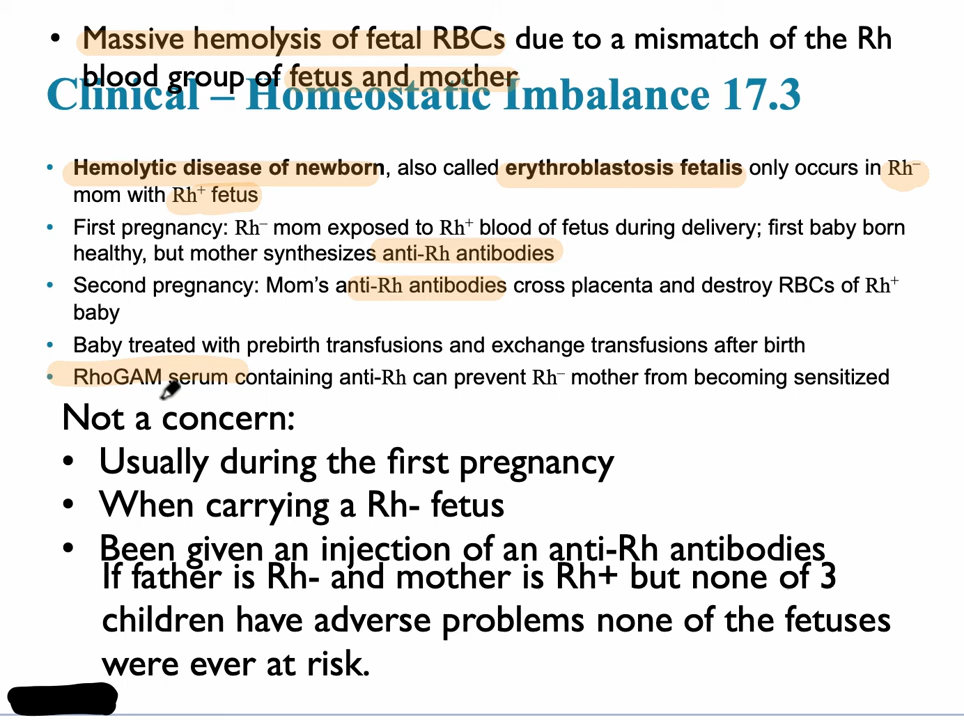 • Massive hemolysis of fetal RBCs due to a mismatch of the Rh
blood group of fetus and mother
Clinical – Homeostatic Imbalance 17.3
• Hemolytic disease of newborn, also called erythroblastosis fetalis only occurs in Rh⁻
mom with Rh⁺ fetus
• First pregnancy: Rh⁻ mom exposed to Rh⁺ blood of fetus during delivery; first baby born
healthy, but mother synthesizes anti-Rh antibodies
• Second pregnancy: Mom’s anti-Rh antibodies cross placenta and destroy RBCs of Rh⁺
baby
• Baby treated with prebirth transfusions and exchange transfusions after birth
• RhoGAM serum containing anti-Rh can prevent Rh⁻ mother from becoming sensitized
Not a concern:
• Usually during the first pregnancy
• When carrying a Rh- fetus
• Been given an injection of an anti-Rh antibodies
If father is Rh- and mother is Rh+ but none of 3
children have adverse problems none of the fetuses
were ever at risk.